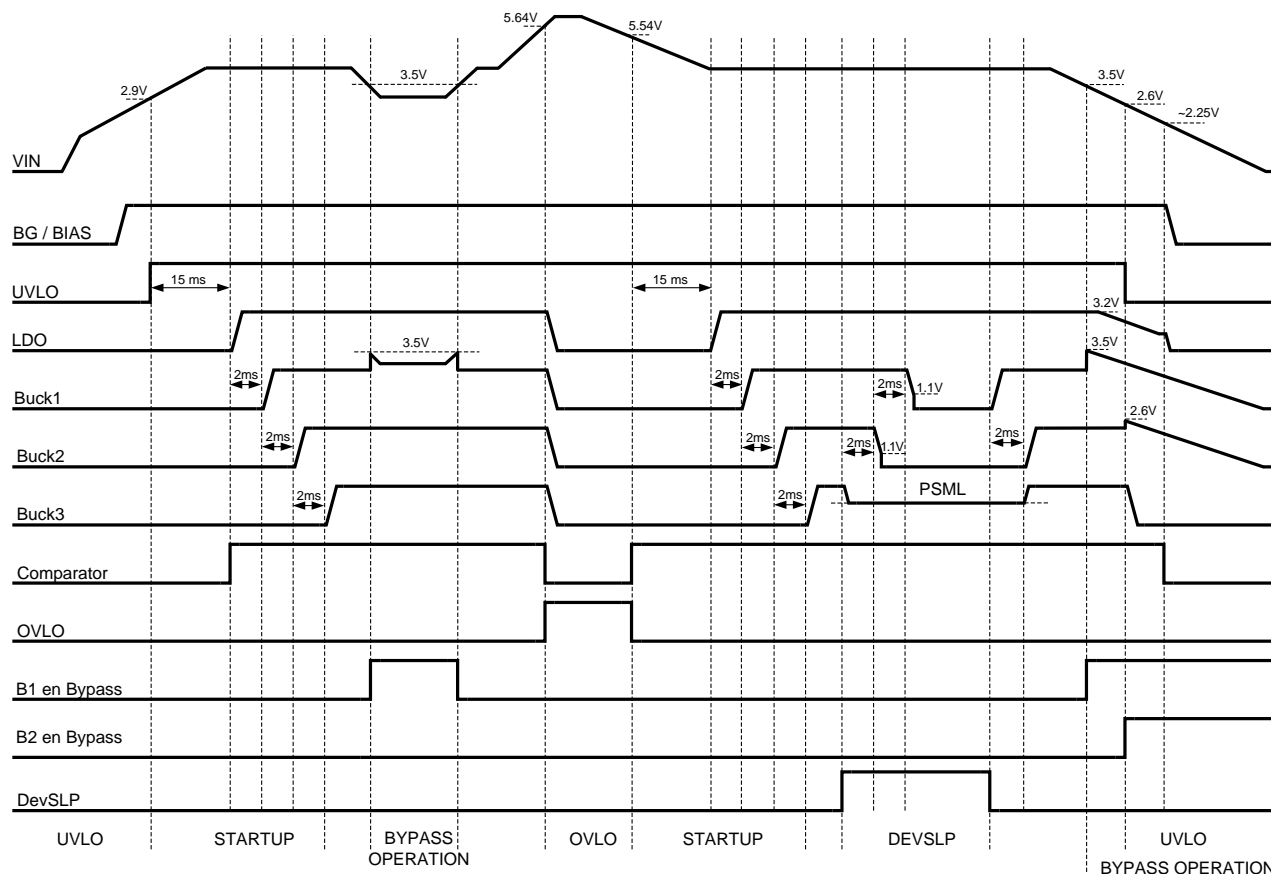 5.64V
5.54V
2.9V
3.5V
3.5V
2.6V
~2.25V
VIN
BG / BIAS
15 ms
15 ms
UVLO
3.2V
LDO
3.5V
3.5V
2ms
2ms
2ms
1.1V
Buck1
2.6V
2ms
2ms
2ms
1.1V
2ms
Buck2
PSML
2ms
2ms
Buck3
Comparator
OVLO
B1 en Bypass
B2 en Bypass
DevSLP
UVLO
STARTUP
BYPASS
OPERATION
OVLO
STARTUP
DEVSLP
UVLO
BYPASS OPERATION